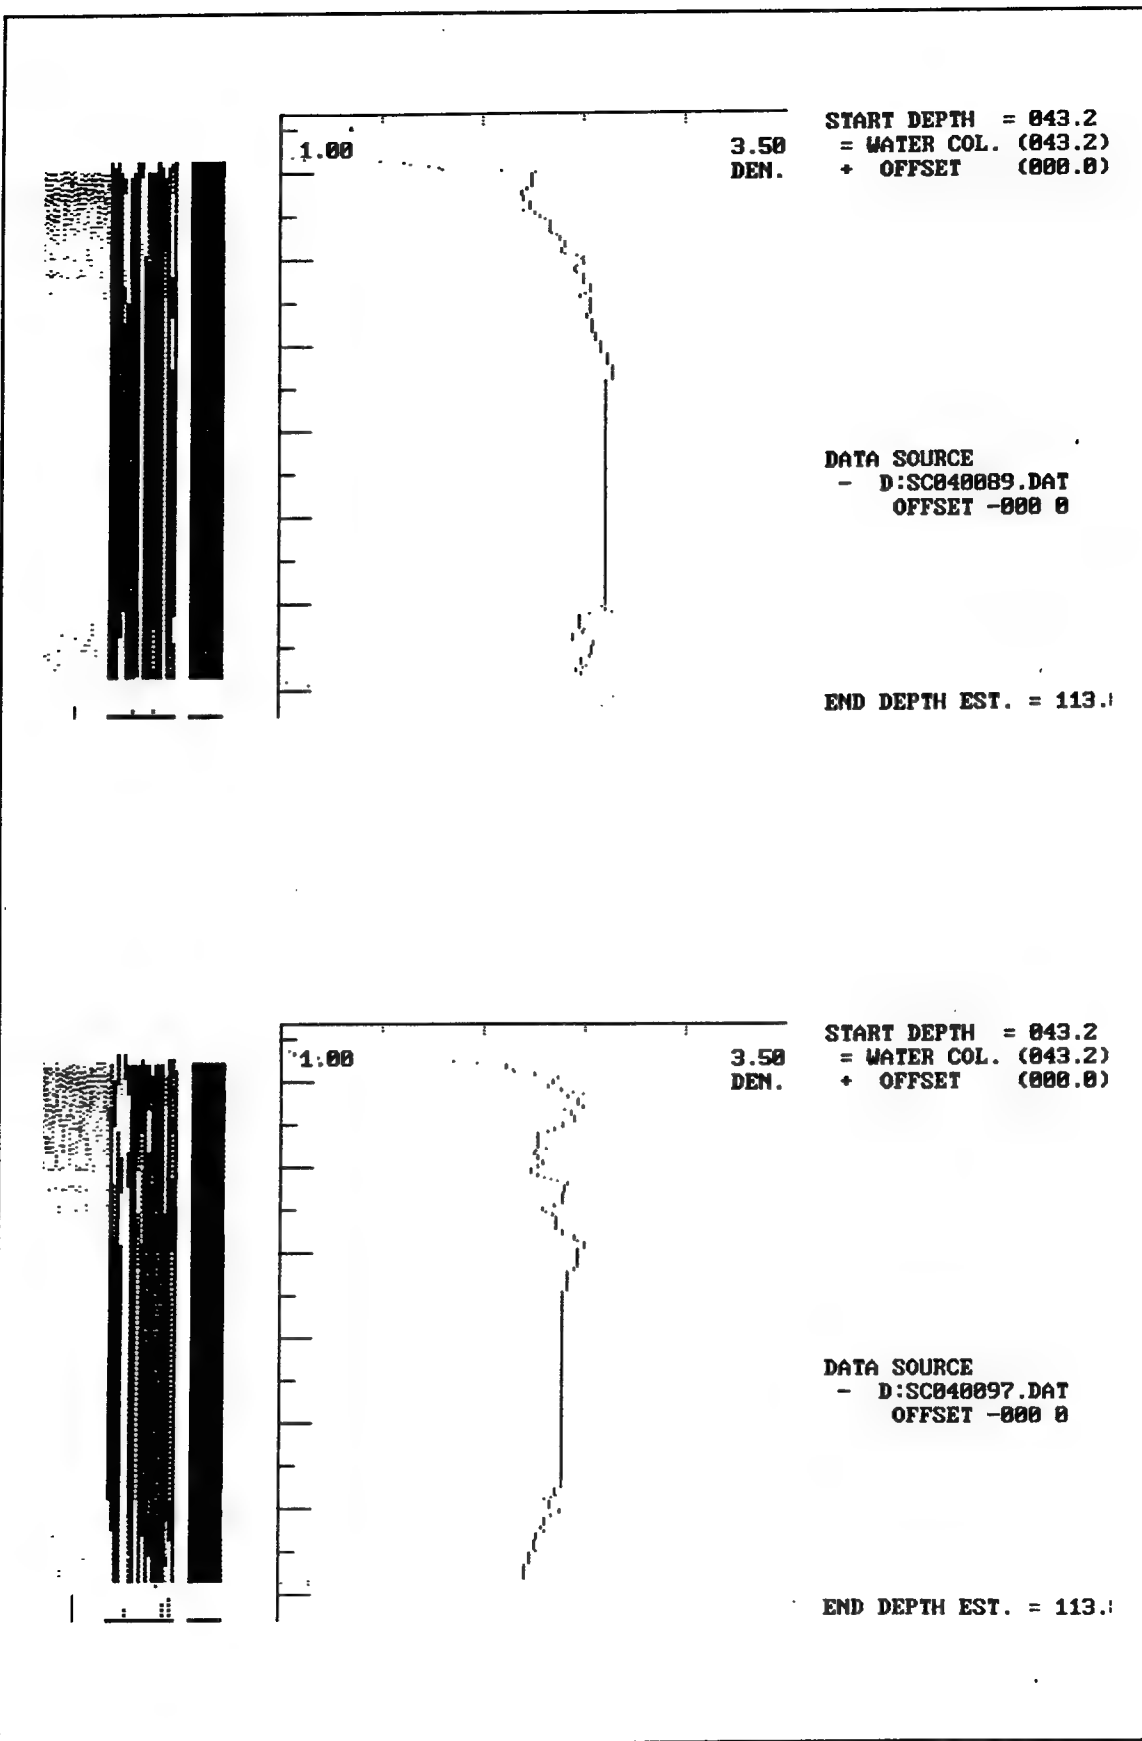 1.00
3.50
DEN.
START DEPTH = 043.2
= WATER COL. (043.2)
+ OFFSET (000.0)
DATA SOURCE
- D:SC040089.DAT
OFFSET -000 0
END DEPTH EST. = 113.
1.00
3.50
DEN.
START DEPTH = 043.2
= WATER COL. (043.2)
+ OFFSET (000.0)
DATA SOURCE
- D:SC040097.DAT
OFFSET -000 0
END DEPTH EST. = 113.